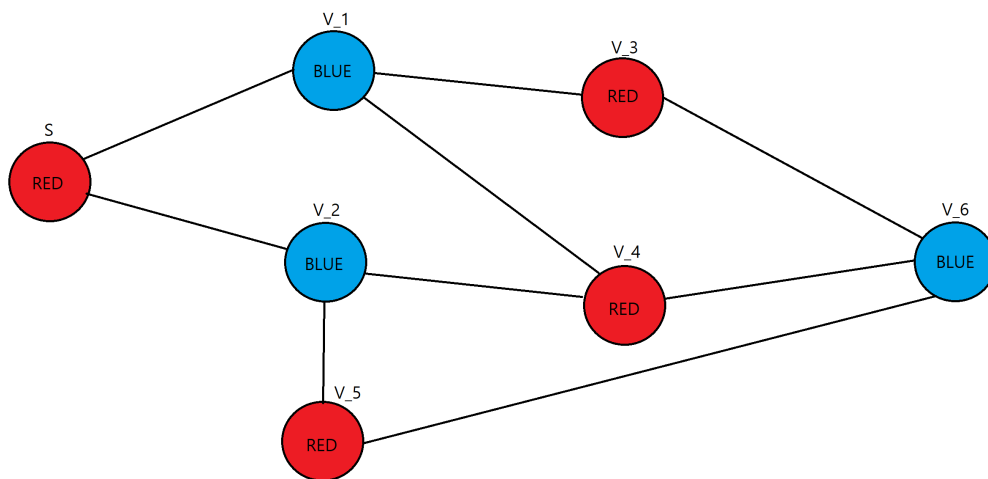 V_1
BLUE
V_3
RED
S
RED
V_2
BLUE
V_4
RED
V_6
BLUE
V_5
RED